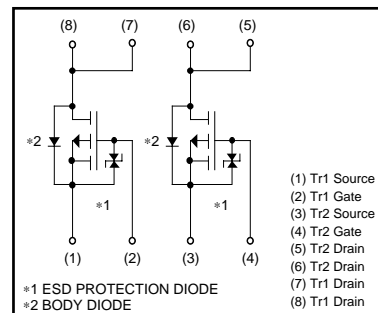 (8) (7) (6) (5)
∗2 ∗2
∗1 ∗1
(1) (2) (3) (4)
(1) Tr1 Source
(2) Tr1 Gate
(3) Tr2 Source
(4) Tr2 Gate
(5) Tr2 Drain
(6) Tr2 Drain
(7) Tr1 Drain
(8) Tr1 Drain
∗1 ESD PROTECTION DIODE
∗2 BODY DIODE